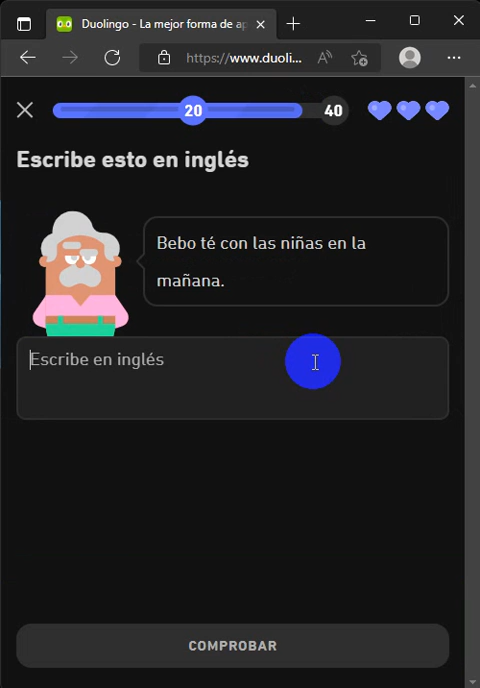 Duolingo - La mejor forma de ap
https://www.duoli...
20
40
Escribe esto en inglés
Bebo té con las niñas en la
mañana.
Escribe en inglés
COMPROBAR